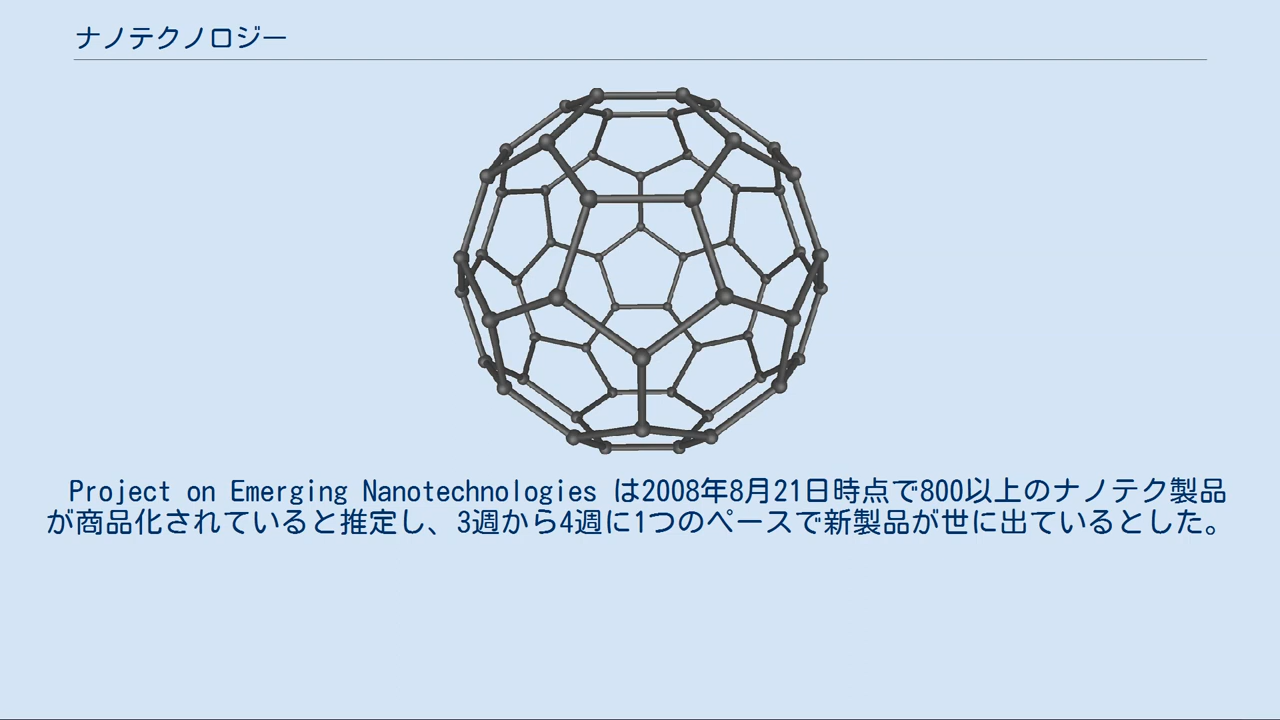 ナノテクノロジー
Project on Emerging Nanotechnologies は2008年8月21日時点で800以上のナノテク製品
が商品化されていると推定し、3週から4週に1つのペースで新製品が世に出ているとした。